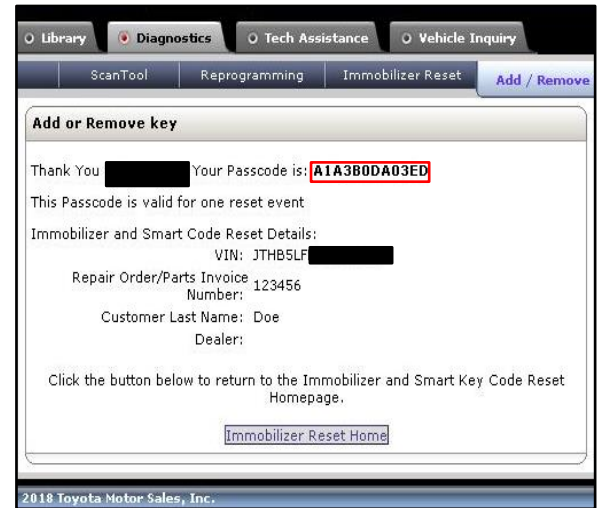 Library Diagnostics Tech Assistance Vehicle Inquiry
ScanTool Reprogramming Immobilizer Reset Add / Remove
Add or Remove key
Thank You Your Passcode is: A1A3B0DA03ED
This Passcode is valid for one reset event
Immobilizer and Smart Code Reset Details:
VIN: JTHB5LF
Repair Order/Parts Invoice
Number: 123456
Customer Last Name: Doe
Dealer:
Click the button below to return to the Immobilizer and Smart Key Code Reset
Homepage.
Immobilizer Reset Home
2018 Toyota Motor Sales, Inc.